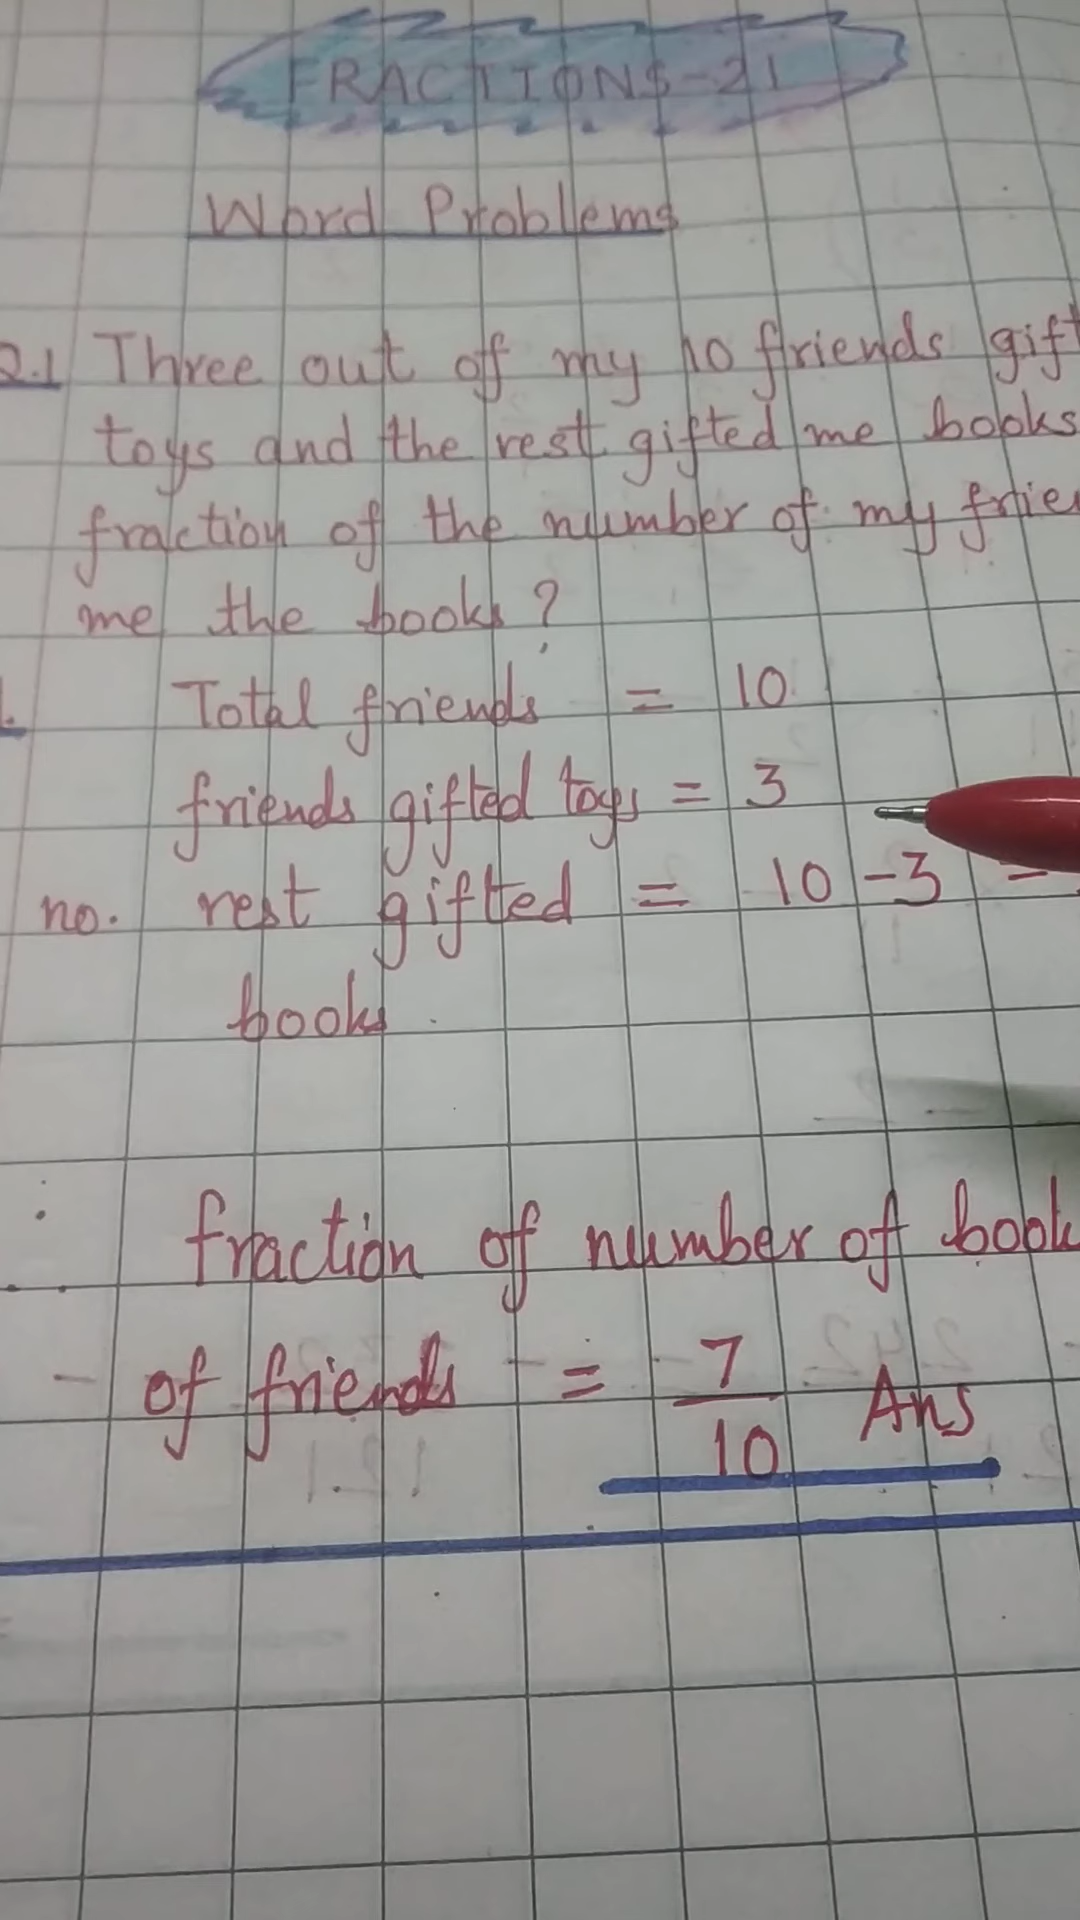 FRACTIONS-21
Word Problems
Q.1 Three out of my 10 friends gift
toys and the rest gifted me books
fraction of the number of my frie
me the books?
Total friends = 10
friends gifted toys = 3
no. rest gifted = 10 - 3 =
books
fraction of number of book
of friends = 7/10 Ans